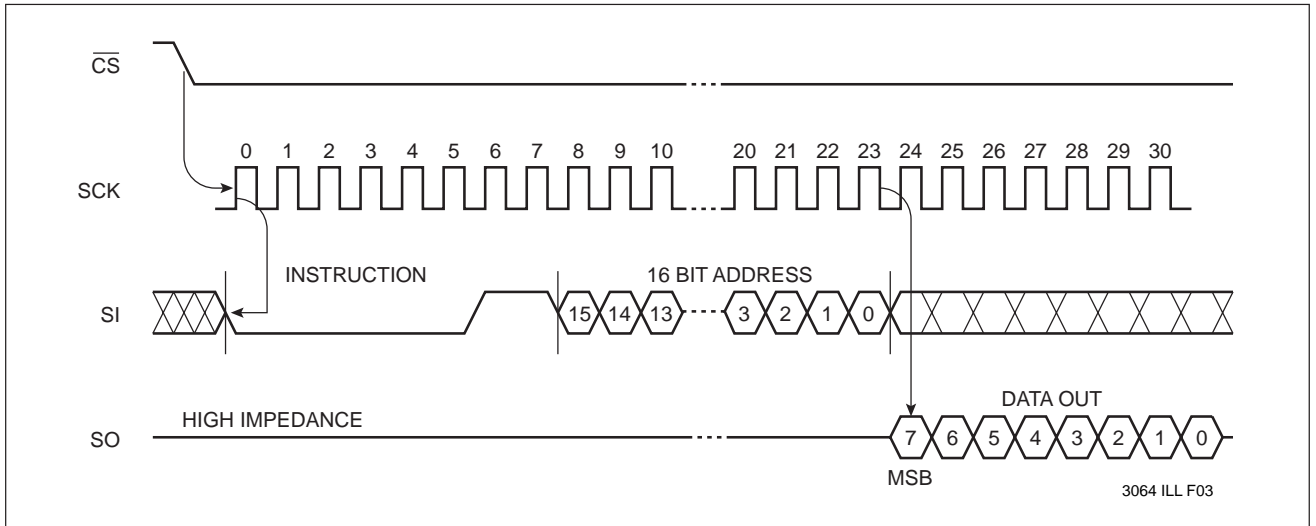 CS
0 1 2 3 4 5 6 7 8 9 10 20 21 22 23 24 25 26 27 28 29 30
SCK
INSTRUCTION 16 BIT ADDRESS
SI 15 14 13 3 2 1 0
DATA OUT
HIGH IMPEDANCE
SO 7 6 5 4 3 2 1 0
MSB
3064 ILL F03